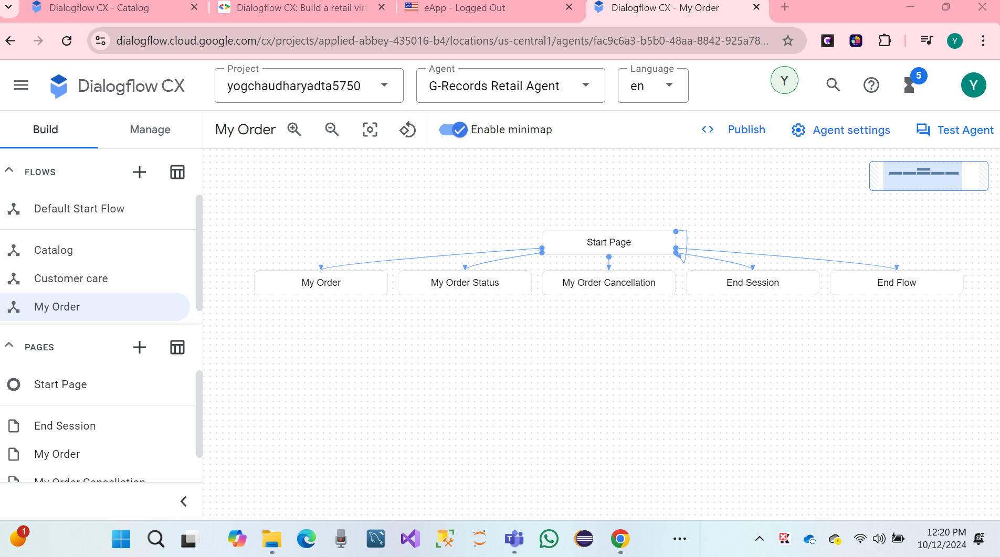 Dialogflow CX - Catalog
Dialogflow CX: Build a retail virt
eApp - Logged Out
Dialogflow CX - My Order
dialogflow.cloud.google.com/cx/projects/applied-abbey-435016-b4/locations/us-central1/agents/fac9c6a3-b5b0-48aa-8842-925a78...
Y
Dialogflow CX
Project
yogchaudharyadta5750
Agent
G-Records Retail Agent
Language
en
Y
5
Y
Build
Manage
My Order
Enable minimap
Publish
Agent settings
Test Agent
FLOWS
Default Start Flow
Catalog
Customer care
My Order
PAGES
Start Page
End Session
My Order
My Order Cancellation
Start Page
My Order
My Order Status
My Order Cancellation
End Session
End Flow
1
12:20 PM
10/12/2024